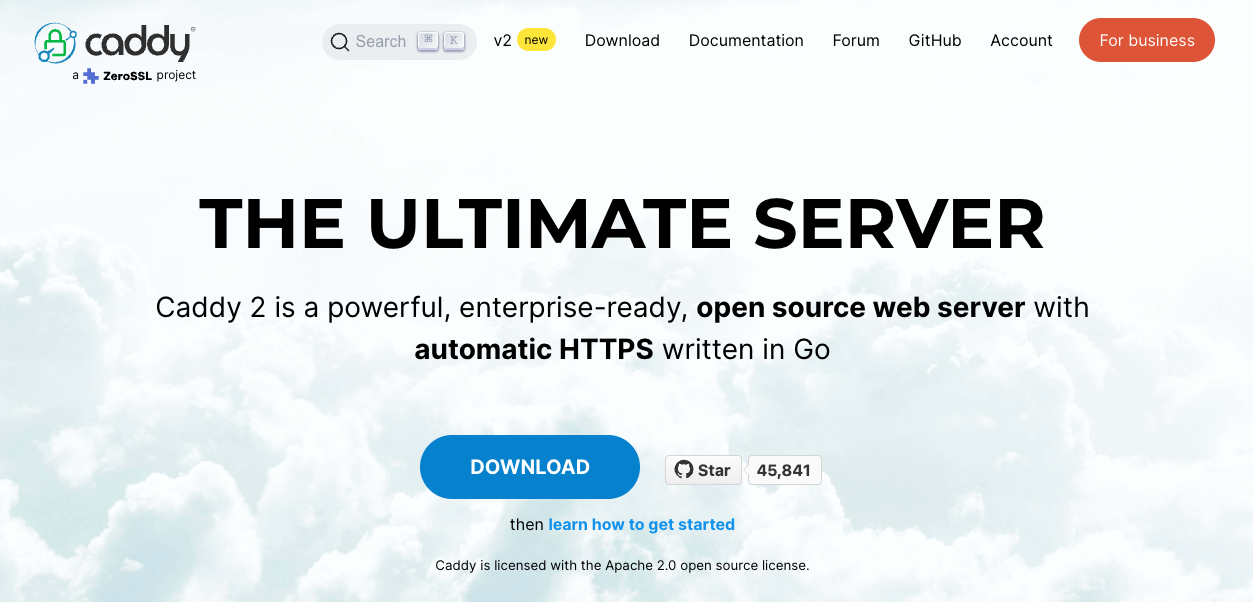 caddy®
a ZeroSSL project
Search ⌘ K
v2 new
Download
Documentation
Forum
GitHub
Account
For business
THE ULTIMATE SERVER
Caddy 2 is a powerful, enterprise-ready, open source web server with
automatic HTTPS written in Go
DOWNLOAD
Star 45,841
then learn how to get started
Caddy is licensed with the Apache 2.0 open source license.